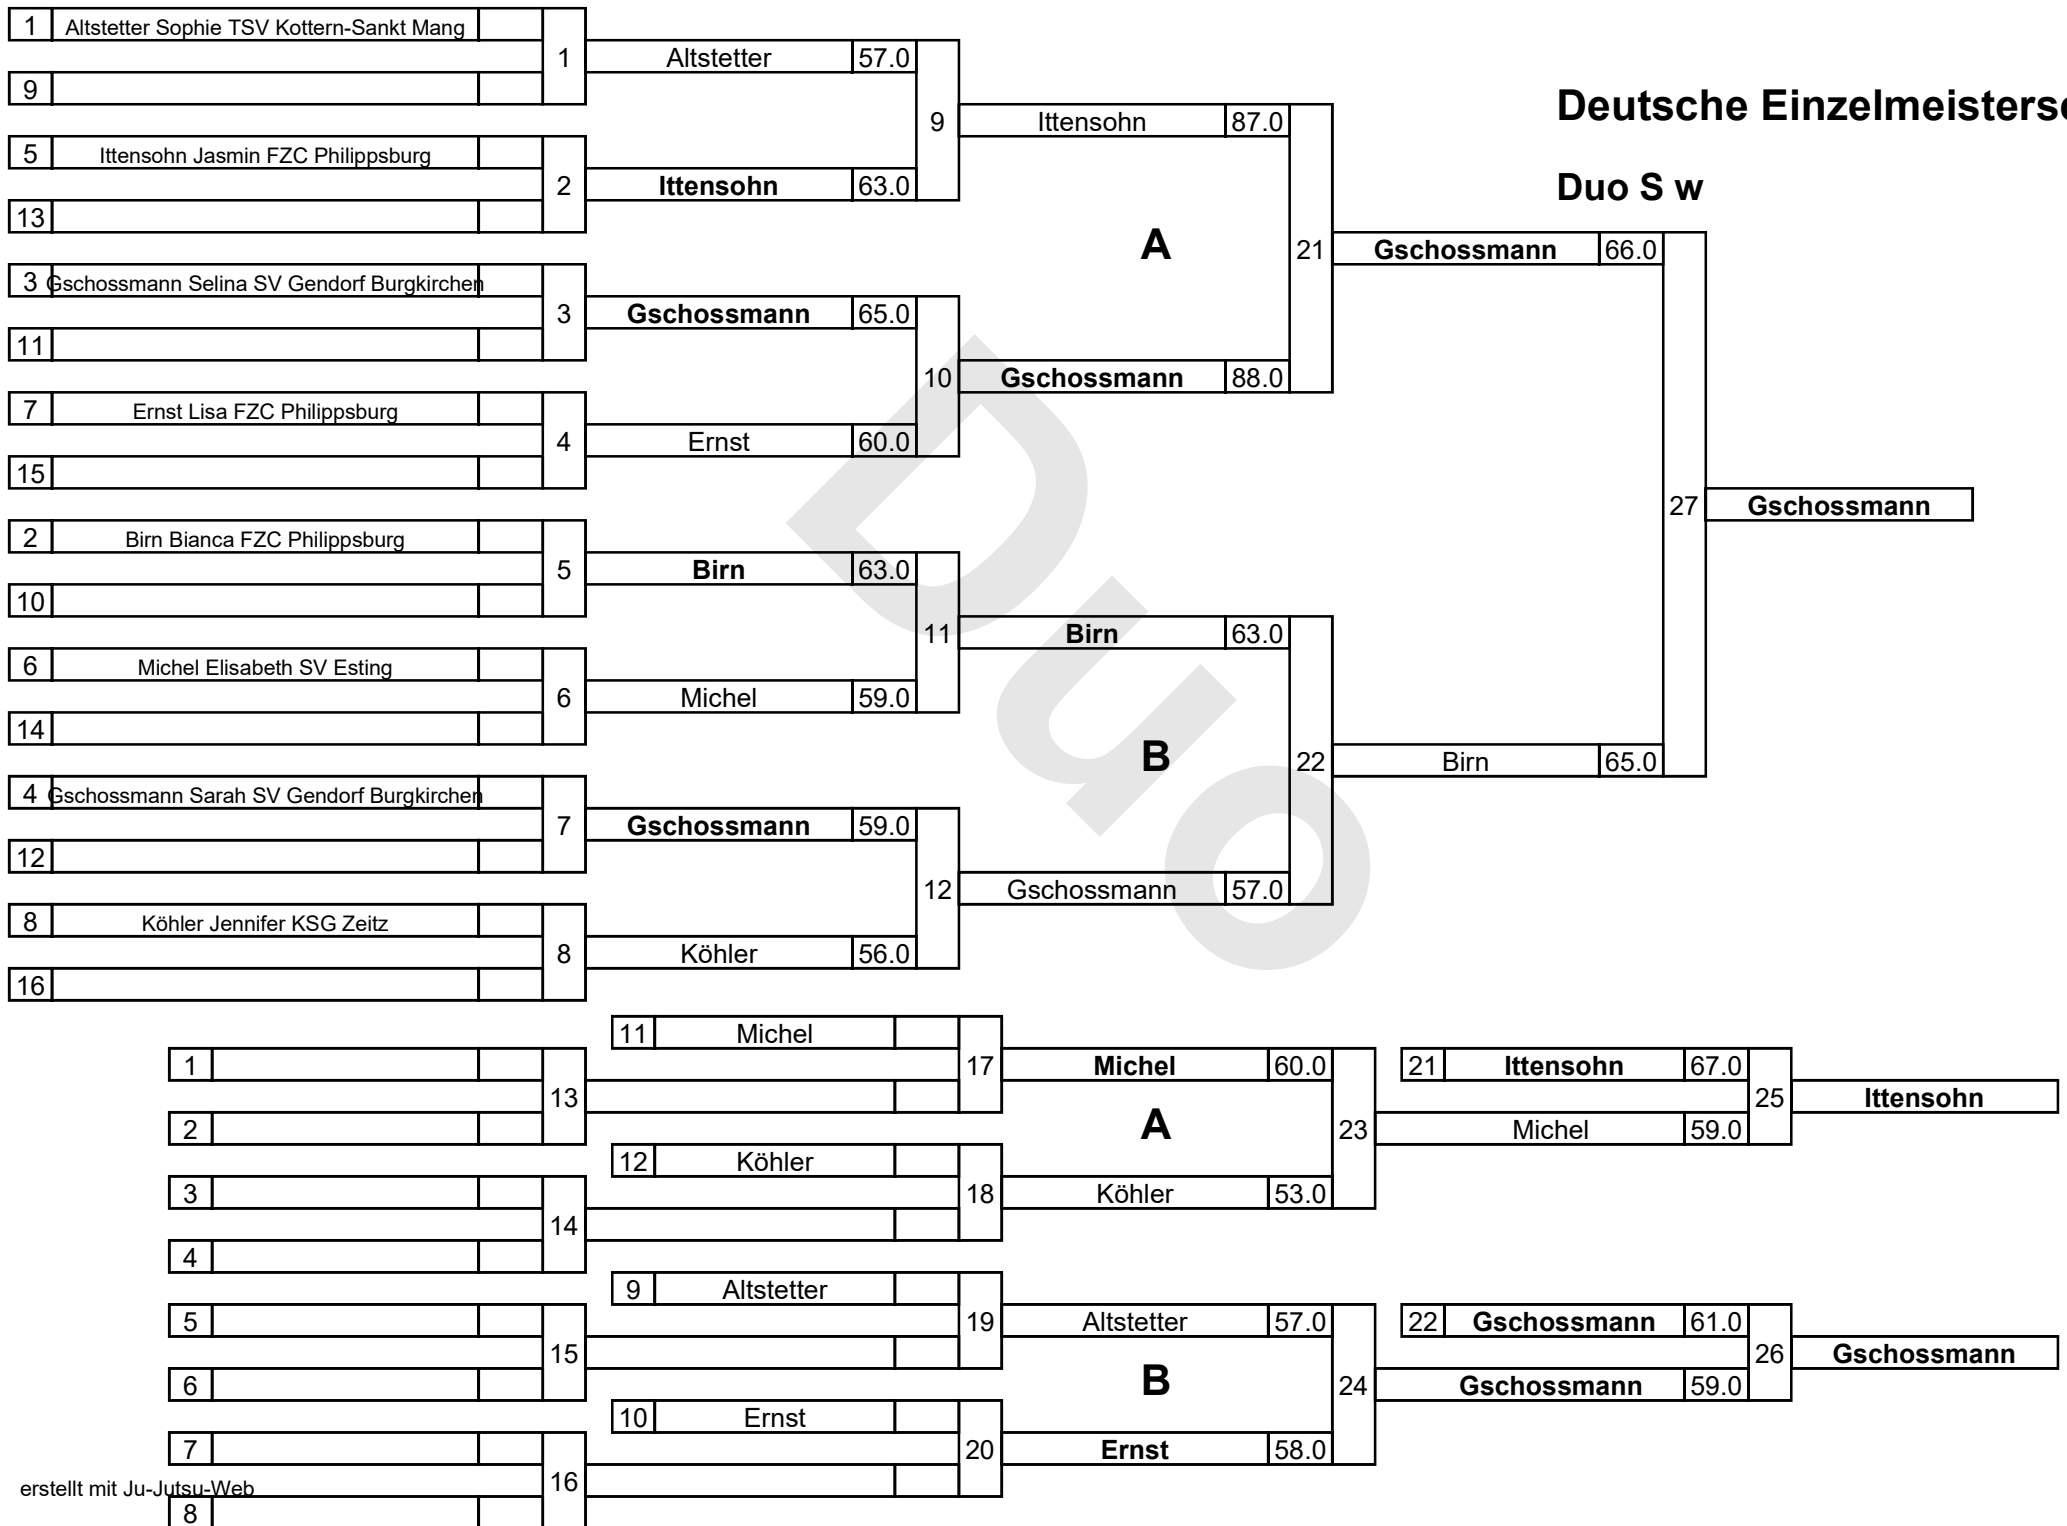 1 Altstetter Sophie TSV Kottern-Sankt Mang
1 Altstetter 57.0
9
9 Ittensohn 87.0
Deutsche Einzelmeisters
5 Ittensohn Jasmin FZC Philippsburg
2 Ittensohn 63.0
Duo S w
13
A 21 Gschossmann 66.0
3 Gschossmann Selina SV Gendorf Burgkirchen
3 Gschossmann 65.0
11
10 Gschossmann 88.0
7 Ernst Lisa FZC Philippsburg
4 Ernst 60.0
15
27 Gschossmann
2 Birn Bianca FZC Philippsburg
5 Birn 63.0
10
11 Birn 63.0
6 Michel Elisabeth SV Esting
6 Michel 59.0
14
B 22 Birn 65.0
4 Gschossmann Sarah SV Gendorf Burgkirchen
7 Gschossmann 59.0
12
12 Gschossmann 57.0
8 Köhler Jennifer KSG Zeitz
8 Köhler 56.0
16
Duo
11 Michel
1 17 Michel 60.0 21 Ittensohn 67.0
13 25 Ittensohn
2 A 23 Michel 59.0
12 Köhler
3 18 Köhler 53.0
14
4
9 Altstetter
5 19 Altstetter 57.0 22 Gschossmann 61.0
15 26 Gschossmann
6 B 24 Gschossmann 59.0
10 Ernst
7 20 Ernst 58.0
16
erstellt mit Ju-Jutsu-Web
8